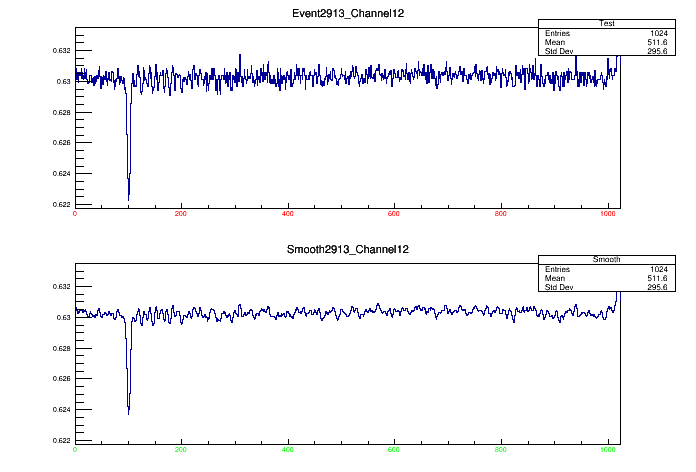 Event2913_Channel12
Test
Entries 1024
Mean 511.6
Std Dev 295.6
0.632
0.63
0.628
0.626
0.624
0.622
0 200 400 600 800 1000
Smooth2913_Channel12
Smooth
Entries 1024
Mean 511.6
Std Dev 295.6
0.632
0.63
0.628
0.626
0.624
0.622
0 200 400 600 800 1000